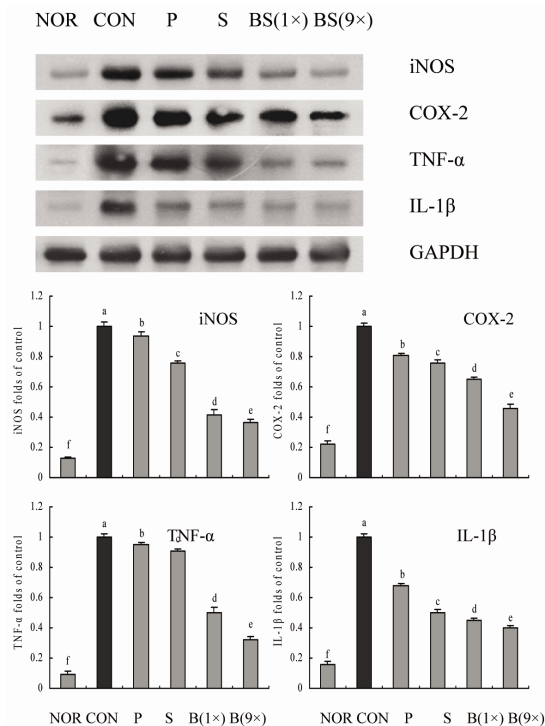 NOR CON P S BS(1×) BS(9×)
iNOS
COX-2
TNF-α
IL-1β
GAPDH
iNOS
iNOS folds of control
1.2
1
0.8
0.6
0.4
0.2
0
f
a
b
c
d
e
COX-2
COX-2 folds of control
1.2
1
0.8
0.6
0.4
0.2
0
f
a
b
c
d
e
TNF-α
TNF-α folds of control
1.2
1
0.8
0.6
0.4
0.2
0
f
a
b
d
e
NOR CON P S B(1×) B(9×)
IL-1β
IL-1β folds of control
1.2
1
0.8
0.6
0.4
0.2
0
f
a
b
c
d
e
NOR CON P S B(1×) B(9×)